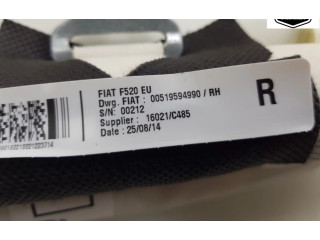 FIAT F520 EU
Dwg. FIAT : 00519594990 / RH
S/N: 00212
Supplier : 16021/C485
Date : 25/08/14
R